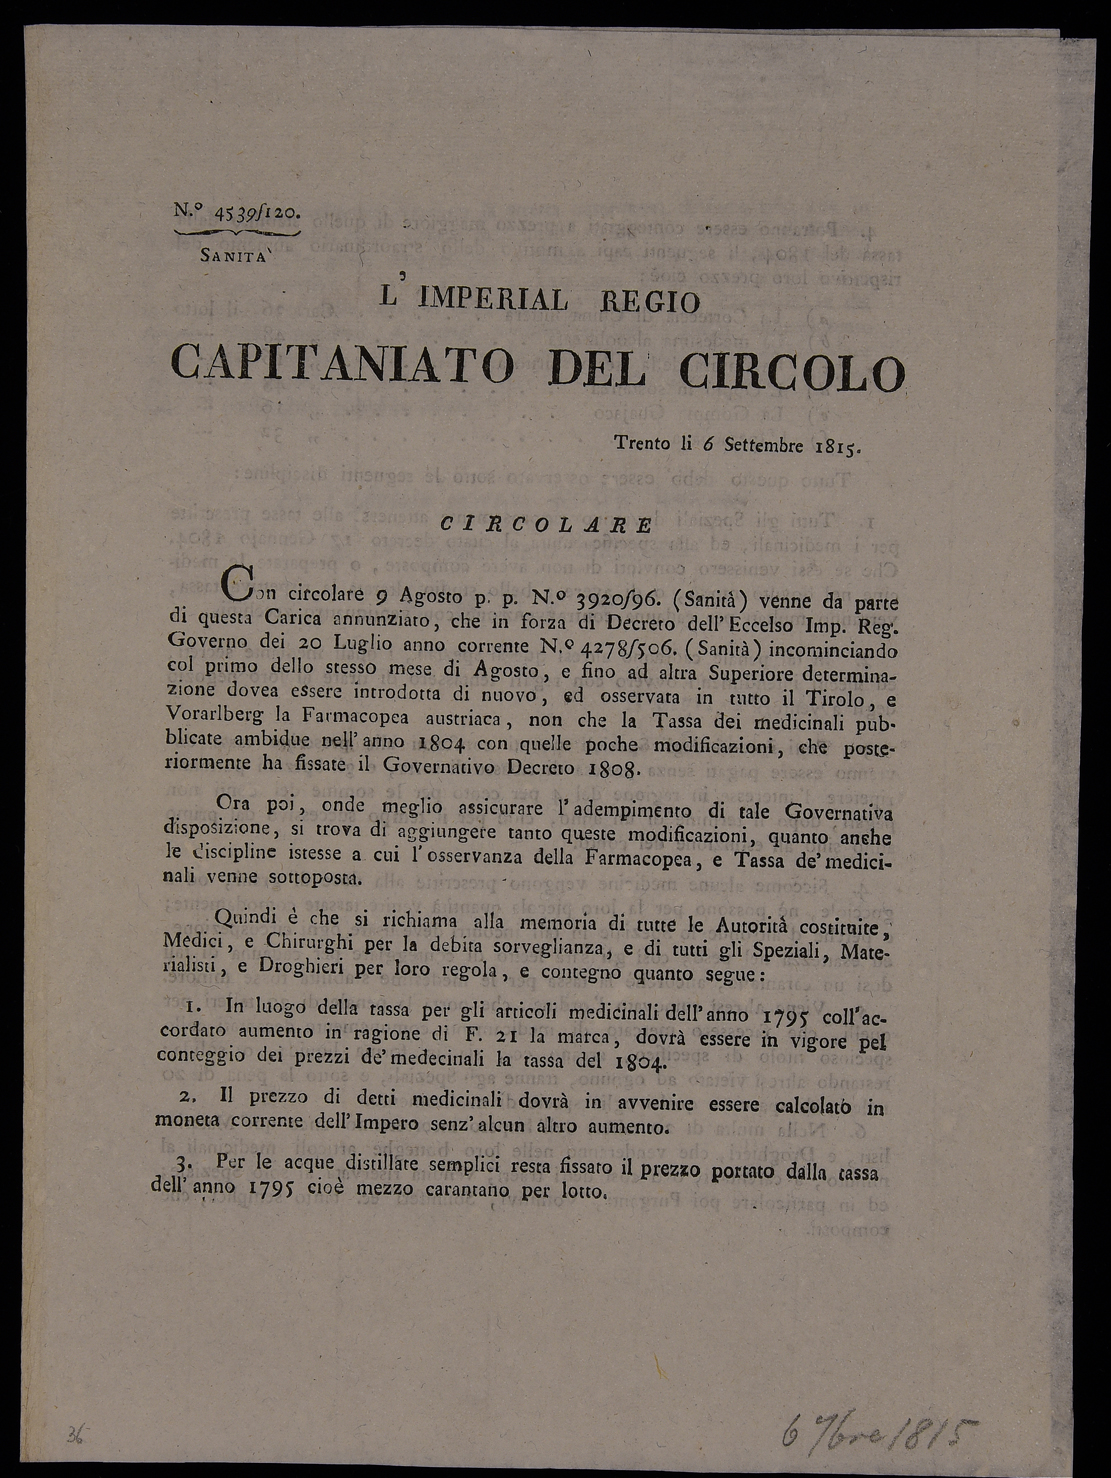 N.º 4539/120.
SANITA'
L'IMPERIAL REGIO
CAPITANIATO DEL CIRCOLO
Trento li 6 Settembre 1815.
CIRCOLARE
Con circolare 9 Agosto p. p. N.º 3920/96. (Sanità) venne da parte
di questa Carica annunziato, che in forza di Decreto dell' Eccelso Imp. Reg.
Governo dei 20 Luglio anno corrente N.º 4278/506. (Sanità) incominciando
col primo dello stesso mese di Agosto, e fino ad altra Superiore determina-
zione dovea essere introdotta di nuovo, ed osservata in tutto il Tirolo, e
Vorarlberg la Farmacopea austriaca, non che la Tassa dei medicinali pub-
blicate ambidue nell' anno 1804 con quelle poche modificazioni, che poste-
riormente ha fissate il Governativo Decreto 1808.
Ora poi, onde meglio assicurare l' adempimento di tale Governativa
disposizione, si trova di aggiungere tanto queste modificazioni, quanto anche
le discipline istesse a cui l' osservanza della Farmacopea, e Tassa de' medici-
nali venne sottoposta.
Quindi è che si richiama alla memoria di tutte le Autorità costituite,
Medici, e Chirurghi per la debita sorveglianza, e di tutti gli Speziali, Mate-
rialisti, e Droghieri per loro regola, e contegno quanto segue:
1. In luogo della tassa per gli articoli medicinali dell' anno 1795 coll' ac-
cordato aumento in ragione di F. 21 la marca, dovrà essere in vigore pel
conteggio dei prezzi de' medecinali la tassa del 1804.
2. Il prezzo di detti medicinali dovrà in avvenire essere calcolato in
moneta corrente dell' Impero senz' alcun altro aumento.
3. Per le acque distillate semplici resta fissato il prezzo portato dalla tassa
dell' anno 1795 cioè mezzo carantano per lotto.
36
6 7bre 1815